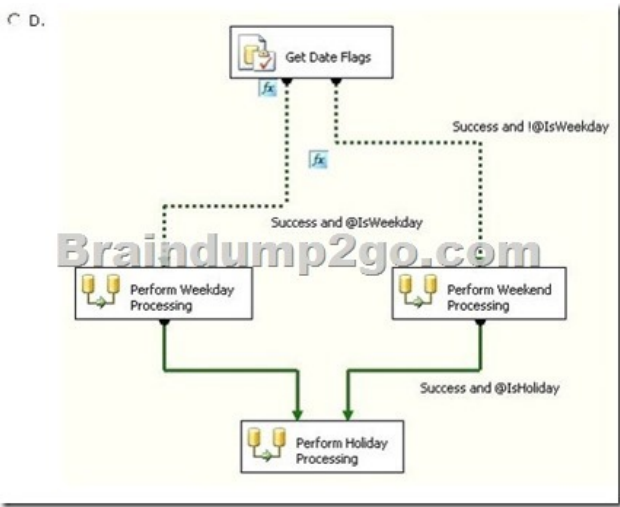 D.
Get Date Flags
fx
Success and !@IsWeekday
fx
Success and @IsWeekday
Braindump2go.com
Perform Weekday
Processing
Perform Weekend
Processing
Success and @IsHoliday
Perform Holiday
Processing